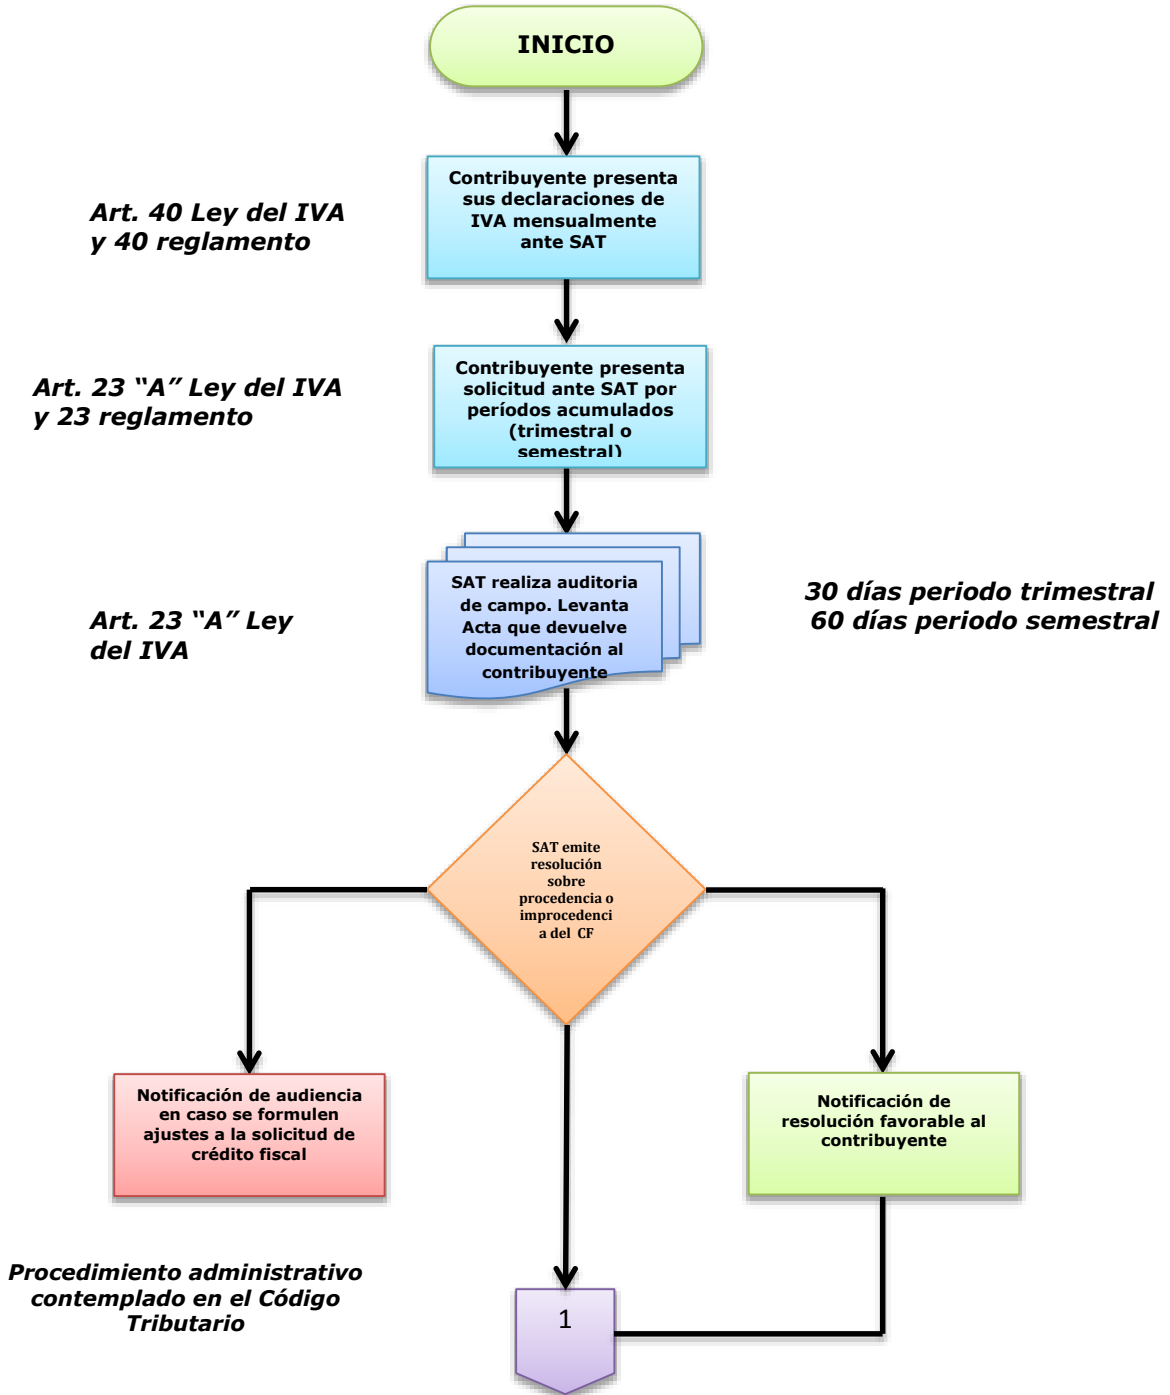 INICIO
Contribuyente presenta
sus declaraciones de
IVA mensualmente
ante SAT
Art. 40 Ley del IVA
y 40 reglamento
Contribuyente presenta
solicitud ante SAT por
períodos acumulados
(trimestral o
semestral)
Art. 23 “A” Ley del IVA
y 23 reglamento
SAT realiza auditoria
de campo. Levanta
Acta que devuelve
documentación al
contribuyente
Art. 23 “A” Ley
del IVA
30 días periodo trimestral
60 días periodo semestral
SAT emite
resolución
sobre
procedencia o
improcedenci
a del CF
Notificación de audiencia
en caso se formulen
ajustes a la solicitud de
crédito fiscal
Notificación de
resolución favorable al
contribuyente
Procedimiento administrativo
contemplado en el Código
Tributario
1